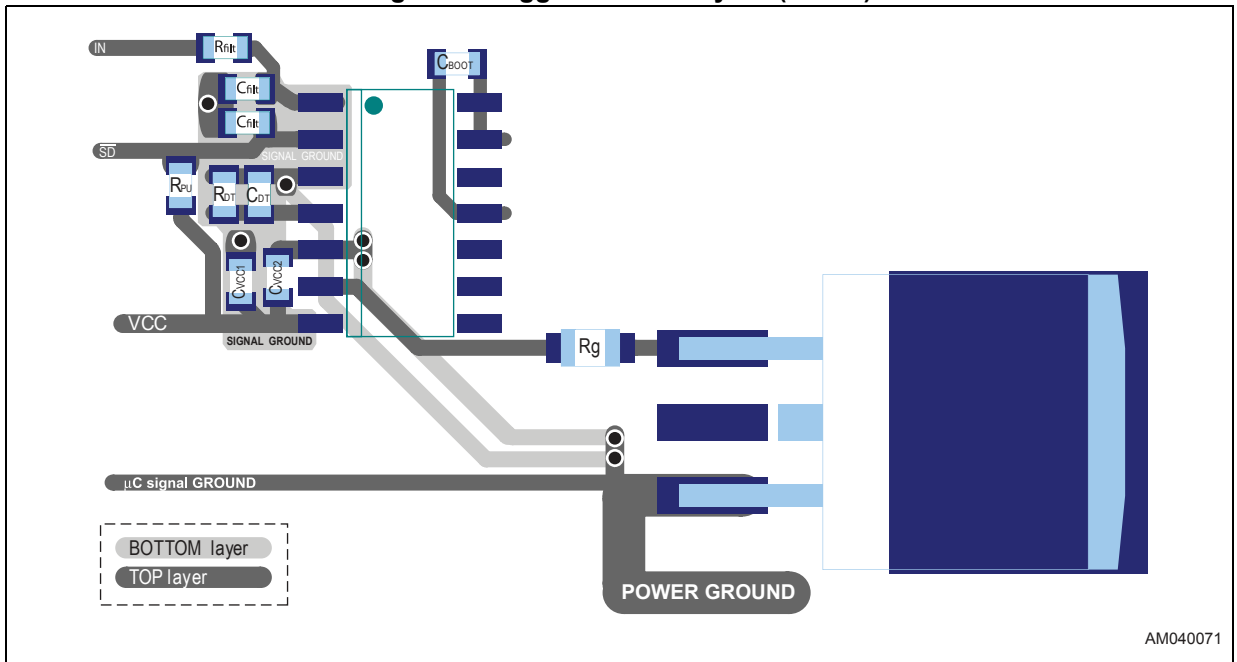 IN
Rfilt
CBOOT
Cfilt
Cfilt
SD
SIGNAL GROUND
RPU
RDT
CDT
CVCC1
CVCC2
VCC
SIGNAL GROUND
Rg
µC signal GROUND
BOTTOM layer
TOP layer
POWER GROUND
AM040071